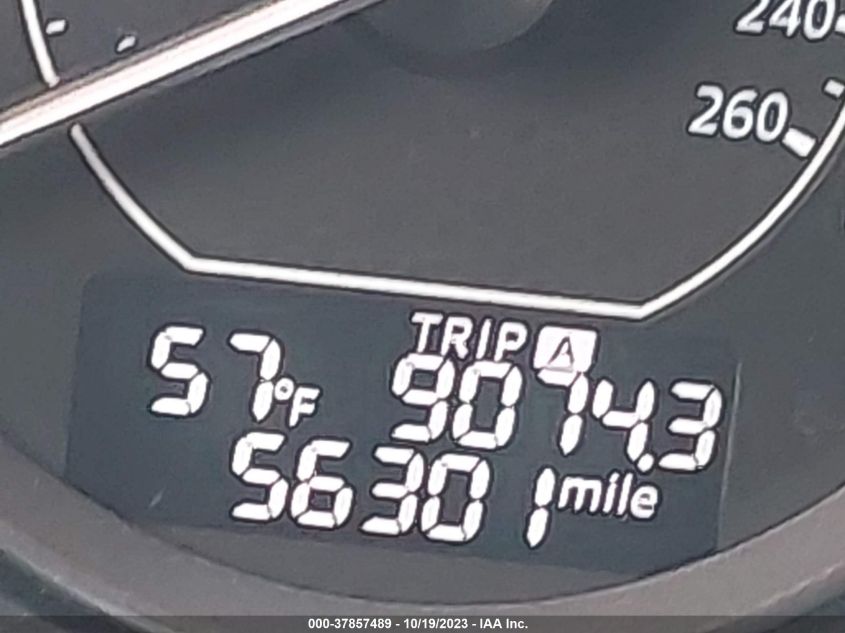 240
260
TRIP A
57°F 9074.3
56301 mile
000-37857489 - 10/19/2023 - IAA Inc.